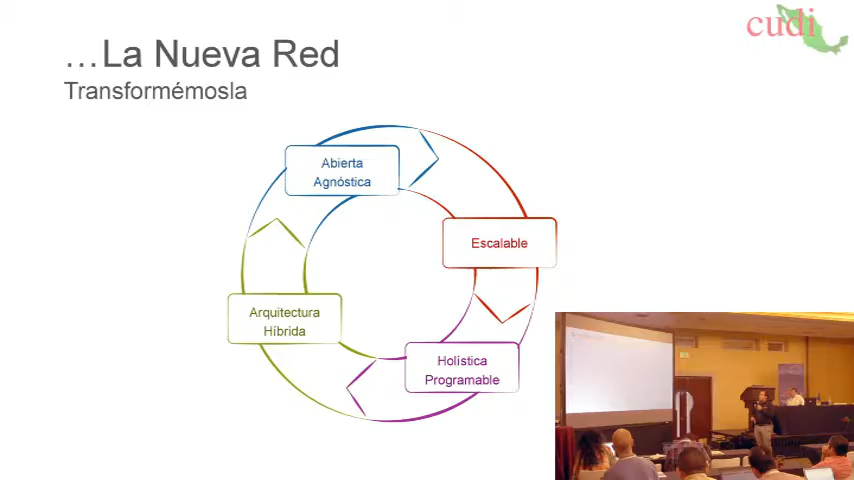 cudi
…La Nueva Red
Transformémosla
Abierta
Agnóstica
Escalable
Arquitectura
Híbrida
Holística
Programable